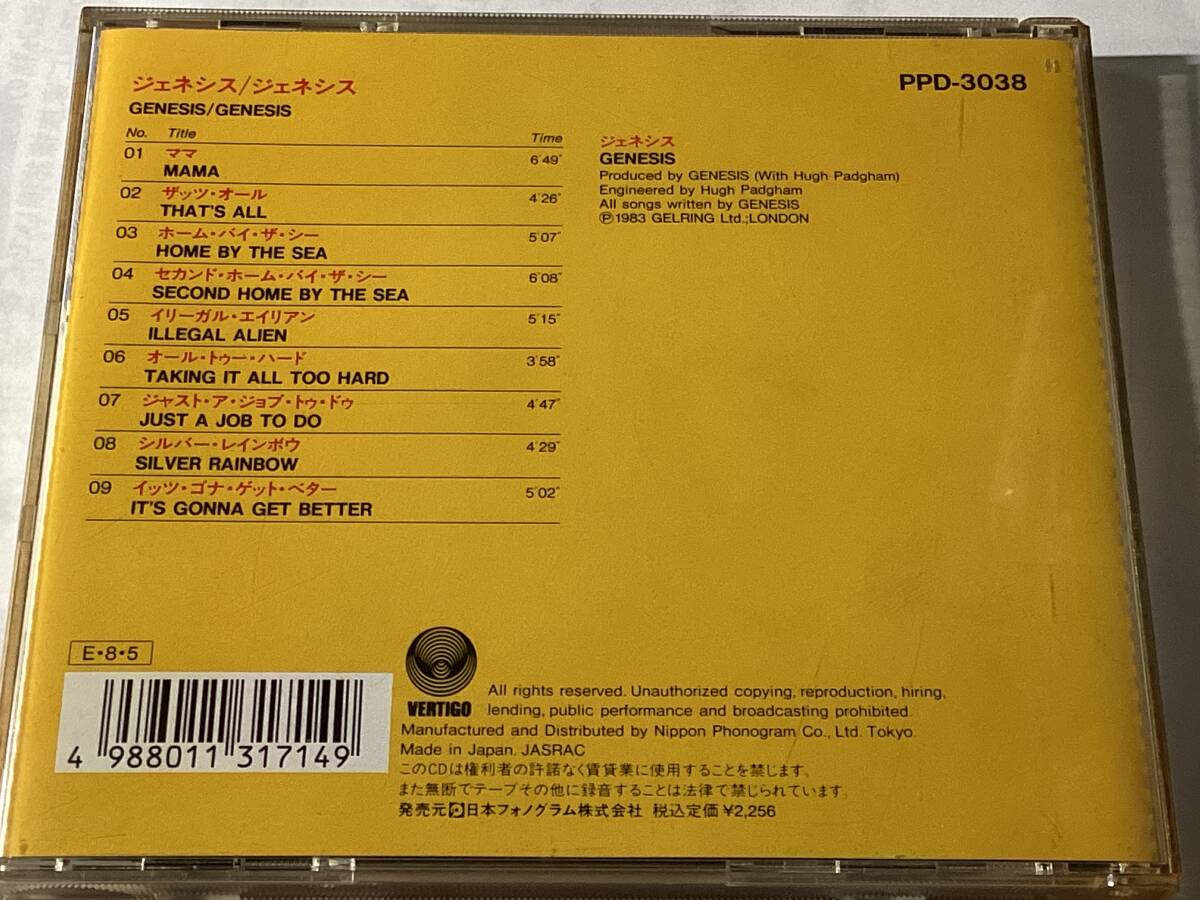 ジェネシス/ジェネシス
GENESIS/GENESIS
PPD-3038
No. Title Time
01 ママ
MAMA 6'49"
02 ザッツ・オール
THAT'S ALL 4'26"
03 ホーム・バイ・ザ・シー
HOME BY THE SEA 5'07"
04 セカンド・ホーム・バイ・ザ・シー
SECOND HOME BY THE SEA 6'08"
05 イリーガル・エイリアン
ILLEGAL ALIEN 5'15"
06 オール・トゥー・ハード
TAKING IT ALL TOO HARD 3'58"
07 ジャスト・ア・ジョブ・トゥ・ドゥ
JUST A JOB TO DO 4'47"
08 シルバー・レインボウ
SILVER RAINBOW 4'29"
09 イッツ・ゴナ・ゲット・ベター
IT'S GONNA GET BETTER 5'02"
ジェネシス
GENESIS
Produced by GENESIS (With Hugh Padgham)
Engineered by Hugh Padgham
All songs written by GENESIS
℗1983 GELRING Ltd.;LONDON
E・8・5
4 988011 317149
VERTIGO
All rights reserved. Unauthorized copying, reproduction, hiring,
lending, public performance and broadcasting prohibited.
Manufactured and Distributed by Nippon Phonogram Co., Ltd. Tokyo.
Made in Japan. JASRAC
このCDは権利者の許諾なく賃貸業に使用することを禁じます。
また無断でテープその他に録音することは法律で禁じられています。
発売元 日本フォノグラム株式会社 税込定価¥2,256